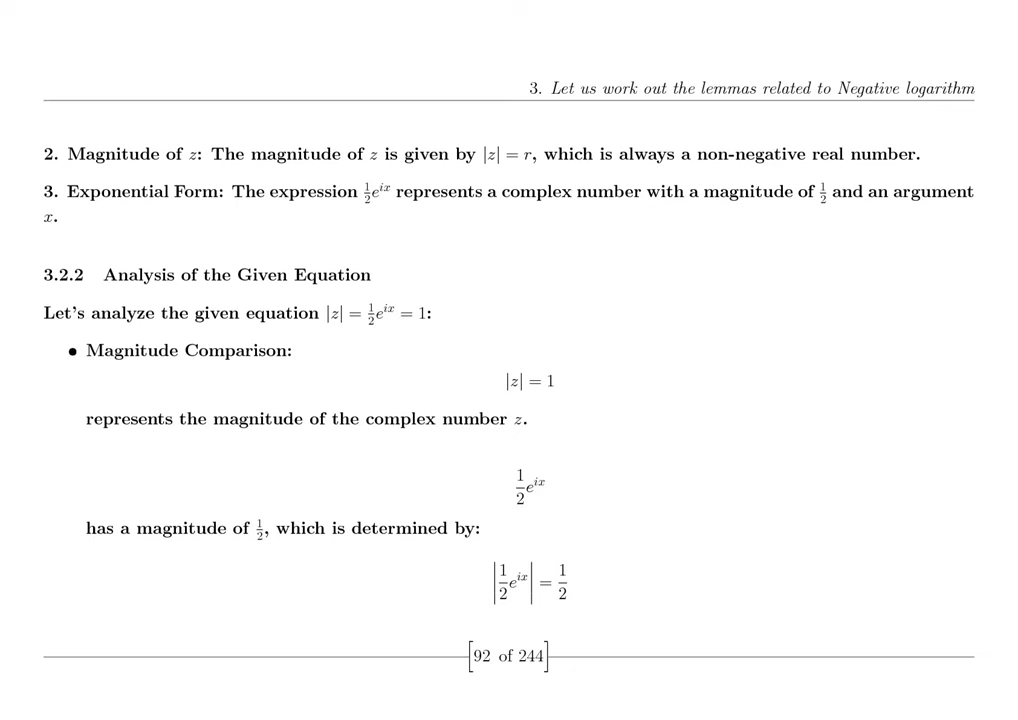 3. Let us work out the lemmas related to Negative logarithm
2. Magnitude of z: The magnitude of z is given by |z| = r, which is always a non-negative real number.
3. Exponential Form: The expression ½e^{ix} represents a complex number with a magnitude of ½ and an argument
x.
3.2.2 Analysis of the Given Equation
Let's analyze the given equation |z| = ½e^{ix} = 1:
• Magnitude Comparison:
|z| = 1
represents the magnitude of the complex number z.
½e^{ix}
has a magnitude of ½, which is determined by:
|½e^{ix}| = ½
[92 of 244]